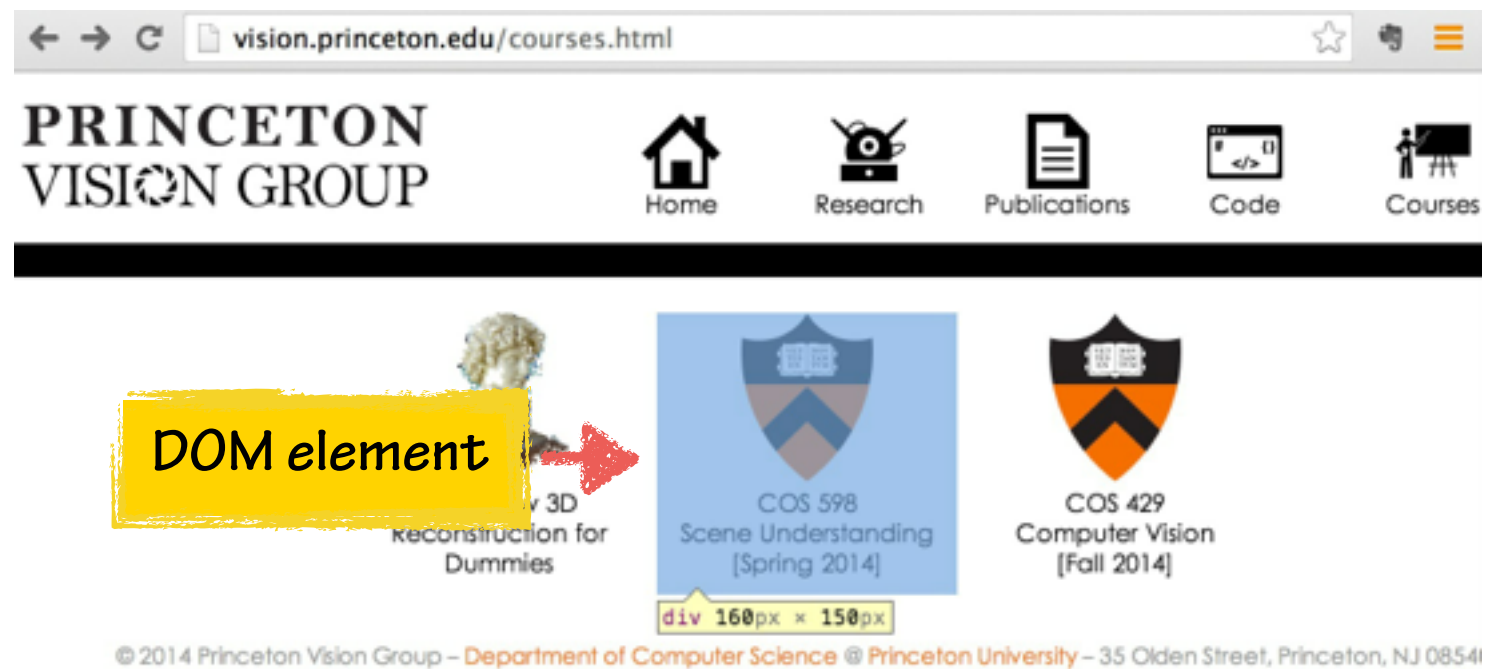 vision.princeton.edu/courses.html
PRINCETON
VISION GROUP
Home Research Publications Code Courses
DOM element
3D
Reconstruction for
Dummies
COS 598
Scene Understanding
[Spring 2014]
COS 429
Computer Vision
[Fall 2014]
div 160px × 150px
© 2014 Princeton Vision Group – Department of Computer Science @ Princeton University – 35 Olden Street, Princeton, NJ 0854